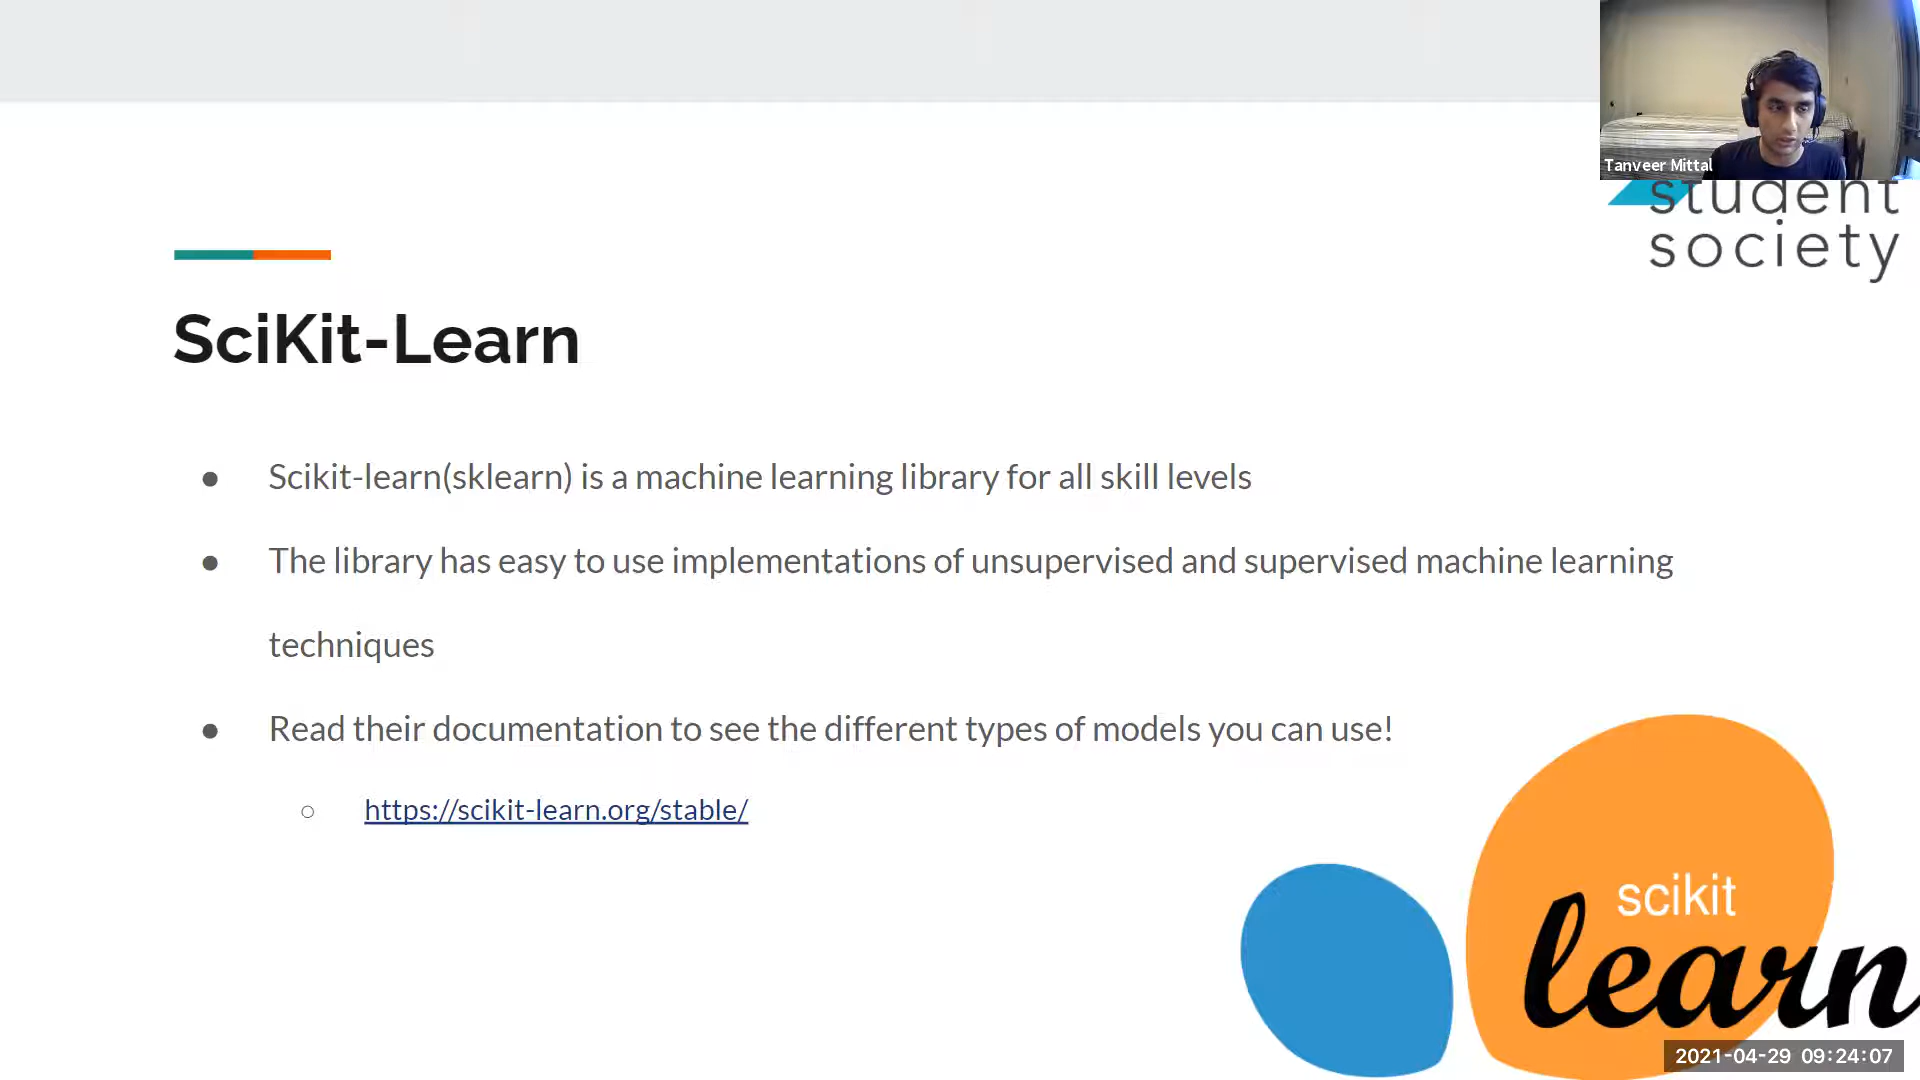 Tanveer Mittal
student
society
SciKit-Learn
● Scikit-learn(sklearn) is a machine learning library for all skill levels
● The library has easy to use implementations of unsupervised and supervised machine learning
techniques
● Read their documentation to see the different types of models you can use!
○ https://scikit-learn.org/stable/
scikit
learn
2021-04-29 09:24:07